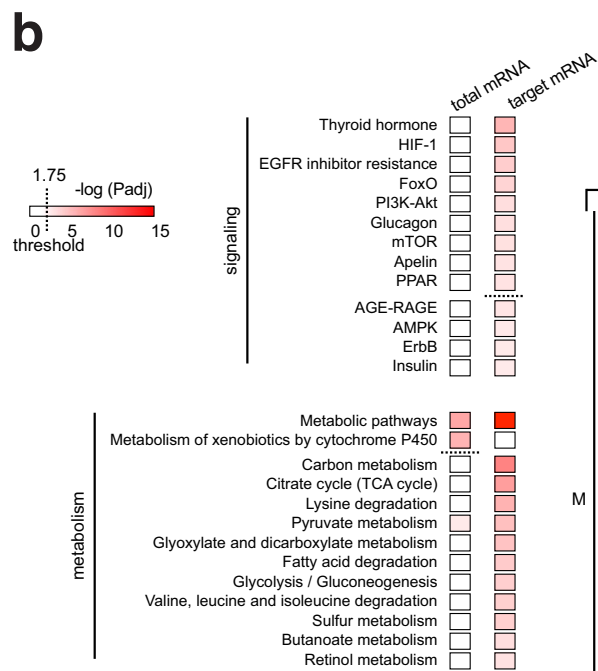 b
total mRNA
target mRNA
Thyroid hormone
HIF-1
EGFR inhibitor resistance
FoxO
PI3K-Akt
Glucagon
mTOR
Apelin
PPAR
AGE-RAGE
AMPK
ErbB
Insulin
signaling
1.75
-log (Padj)
0 5 10 15
threshold
Metabolic pathways
Metabolism of xenobiotics by cytochrome P450
Carbon metabolism
Citrate cycle (TCA cycle)
Lysine degradation
Pyruvate metabolism
Glyoxylate and dicarboxylate metabolism
Fatty acid degradation
Glycolysis / Gluconeogenesis
Valine, leucine and isoleucine degradation
Sulfur metabolism
Butanoate metabolism
Retinol metabolism
metabolism
M